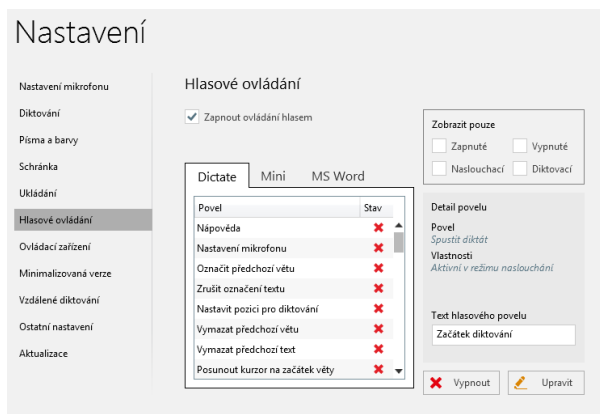 Nastavení
Nastavení mikrofonu
Diktování
Písma a barvy
Schránka
Ukládání
Hlasové ovládání
Ovládací zařízení
Minimalizovaná verze
Vzdálené diktování
Ostatní nastavení
Aktualizace
Hlasové ovládání
Zapnout ovládání hlasem
Dictate Mini MS Word
Povel Stav
Nápověda
Nastavení mikrofonu
Označit předchozí větu
Zrušit označení textu
Nastavit pozici pro diktování
Vymazat předchozí větu
Vymazat předchozí text
Posunout kurzor na začátek věty
Zobrazit pouze
Zapnuté Vypnuté
Naslouchací Diktovací
Detail povelu
Povel
Spustit diktát
Vlastnosti
Aktivní v režimu naslouchání
Text hlasového povelu
Začátek diktování
Vypnout Upravit